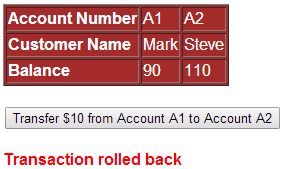 Account Number A1 A2
Customer Name Mark Steve
Balance 90 110
Transfer $10 from Account A1 to Account A2
Transaction rolled back